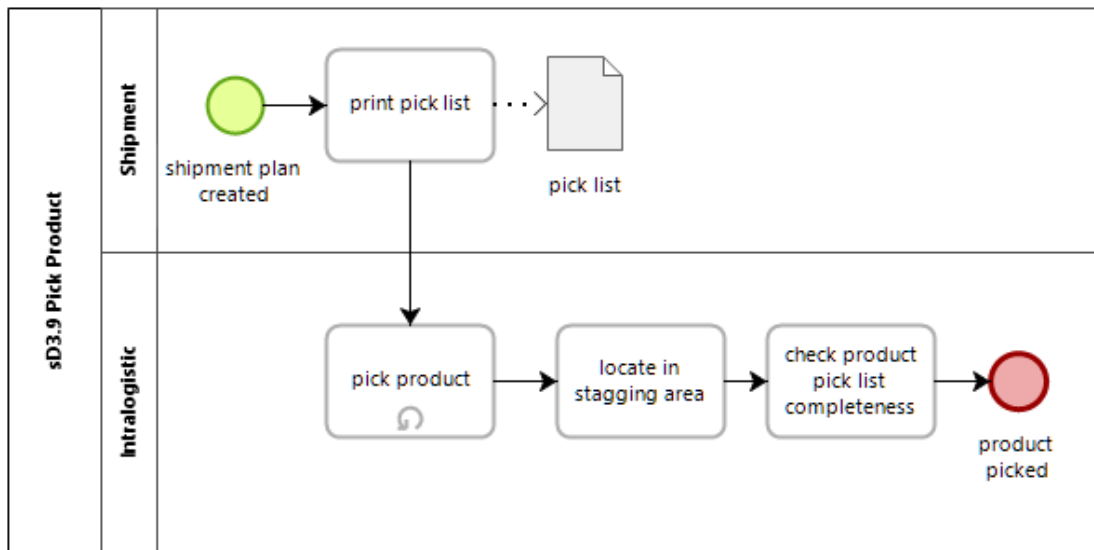 sD3.9 Pick Product
Shipment
shipment plan
created
print pick list
pick list
Intralogistic
pick product
locate in
stagging area
check product
pick list
completeness
product
picked